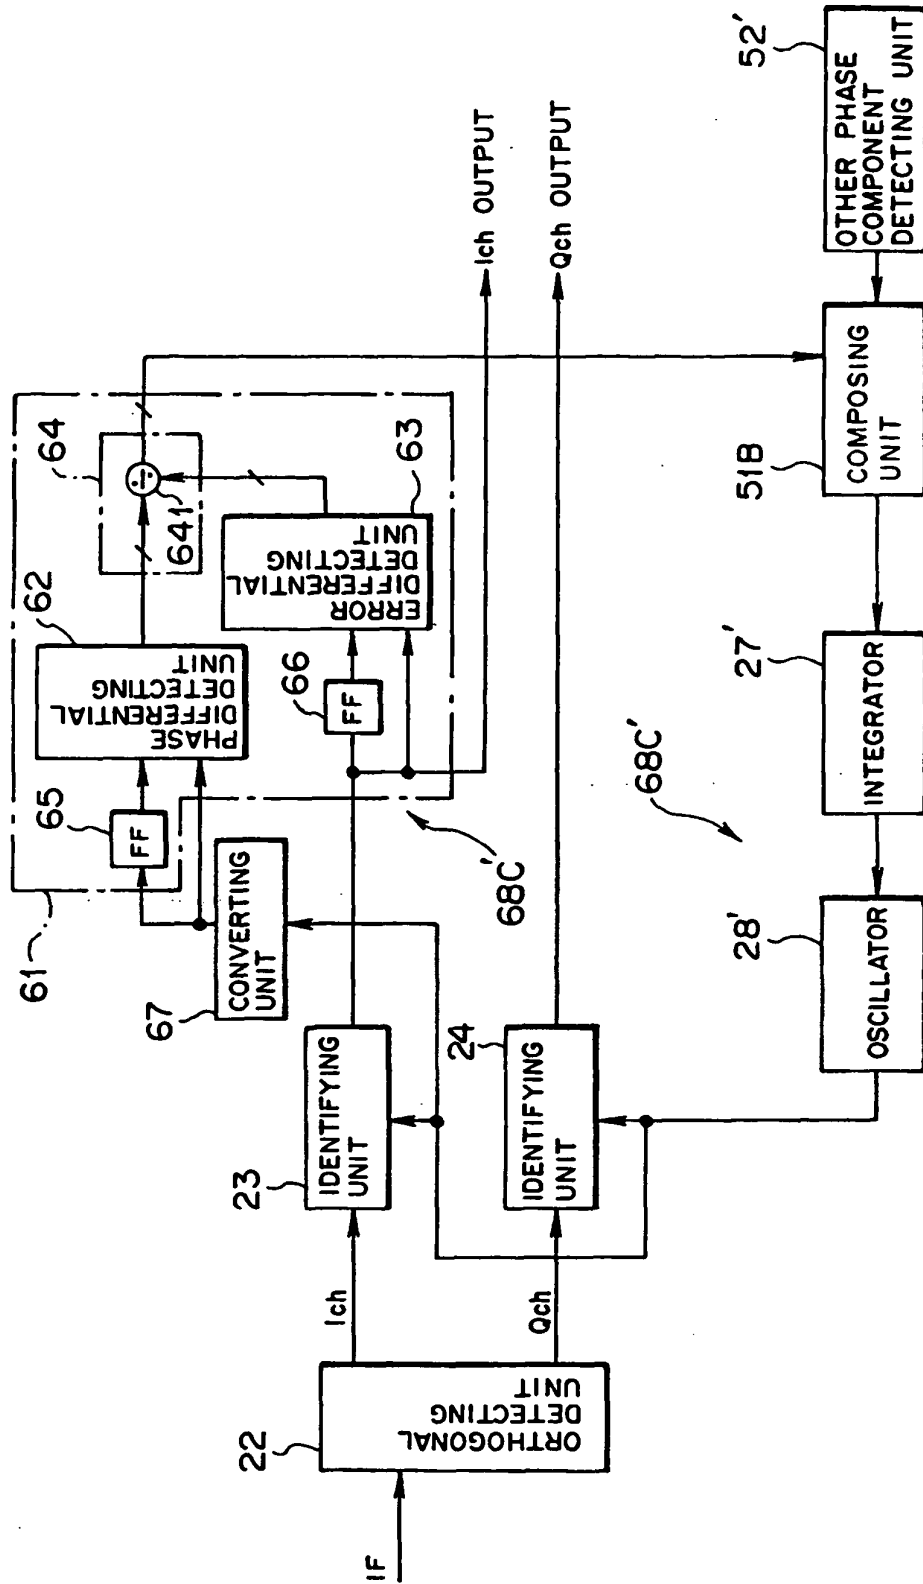 IF
22
ORTHOGONAL
DETECTING
UNIT
Ich
Qch
23
IDENTIFYING
UNIT
24
IDENTIFYING
UNIT
67
CONVERTING
UNIT
61
65
FF
62
PHASE
DIFFERENTIAL
DETECTING
UNIT
66
FF
63
ERROR
DIFFERENTIAL
DETECTING
UNIT
64
÷
641
68C'
Ich OUTPUT
Qch OUTPUT
68C'
28'
OSCILLATOR
27'
INTEGRATOR
51B
COMPOSING
UNIT
52'
OTHER PHASE
COMPONENT
DETECTING UNIT